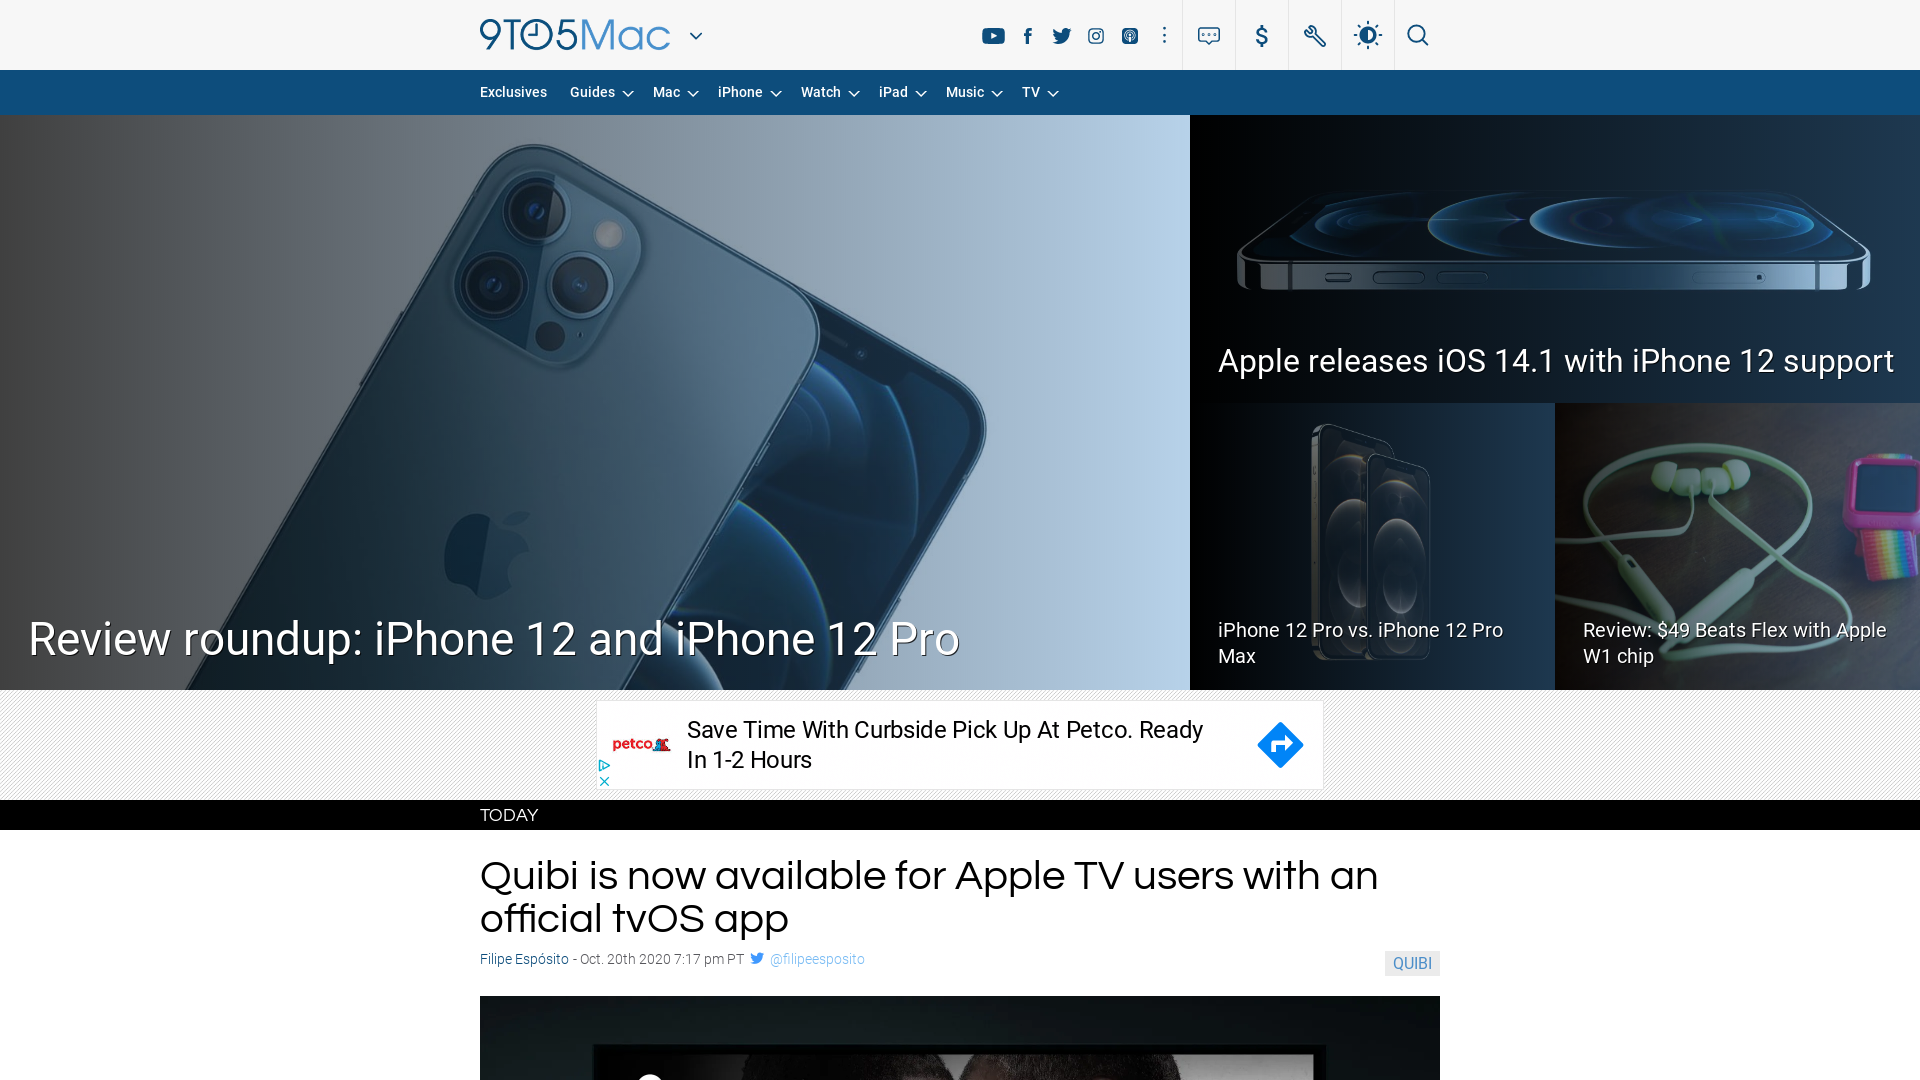 9TO5Mac
Exclusives Guides Mac iPhone Watch iPad Music TV
Review roundup: iPhone 12 and iPhone 12 Pro
Apple releases iOS 14.1 with iPhone 12 support
iPhone 12 Pro vs. iPhone 12 Pro
Max
Review: $49 Beats Flex with Apple
W1 chip
petco
Save Time With Curbside Pick Up At Petco. Ready
In 1-2 Hours
TODAY
Quibi is now available for Apple TV users with an
official tvOS app
Filipe Espósito - Oct. 20th 2020 7:17 pm PT @filipeesposito
QUIBI